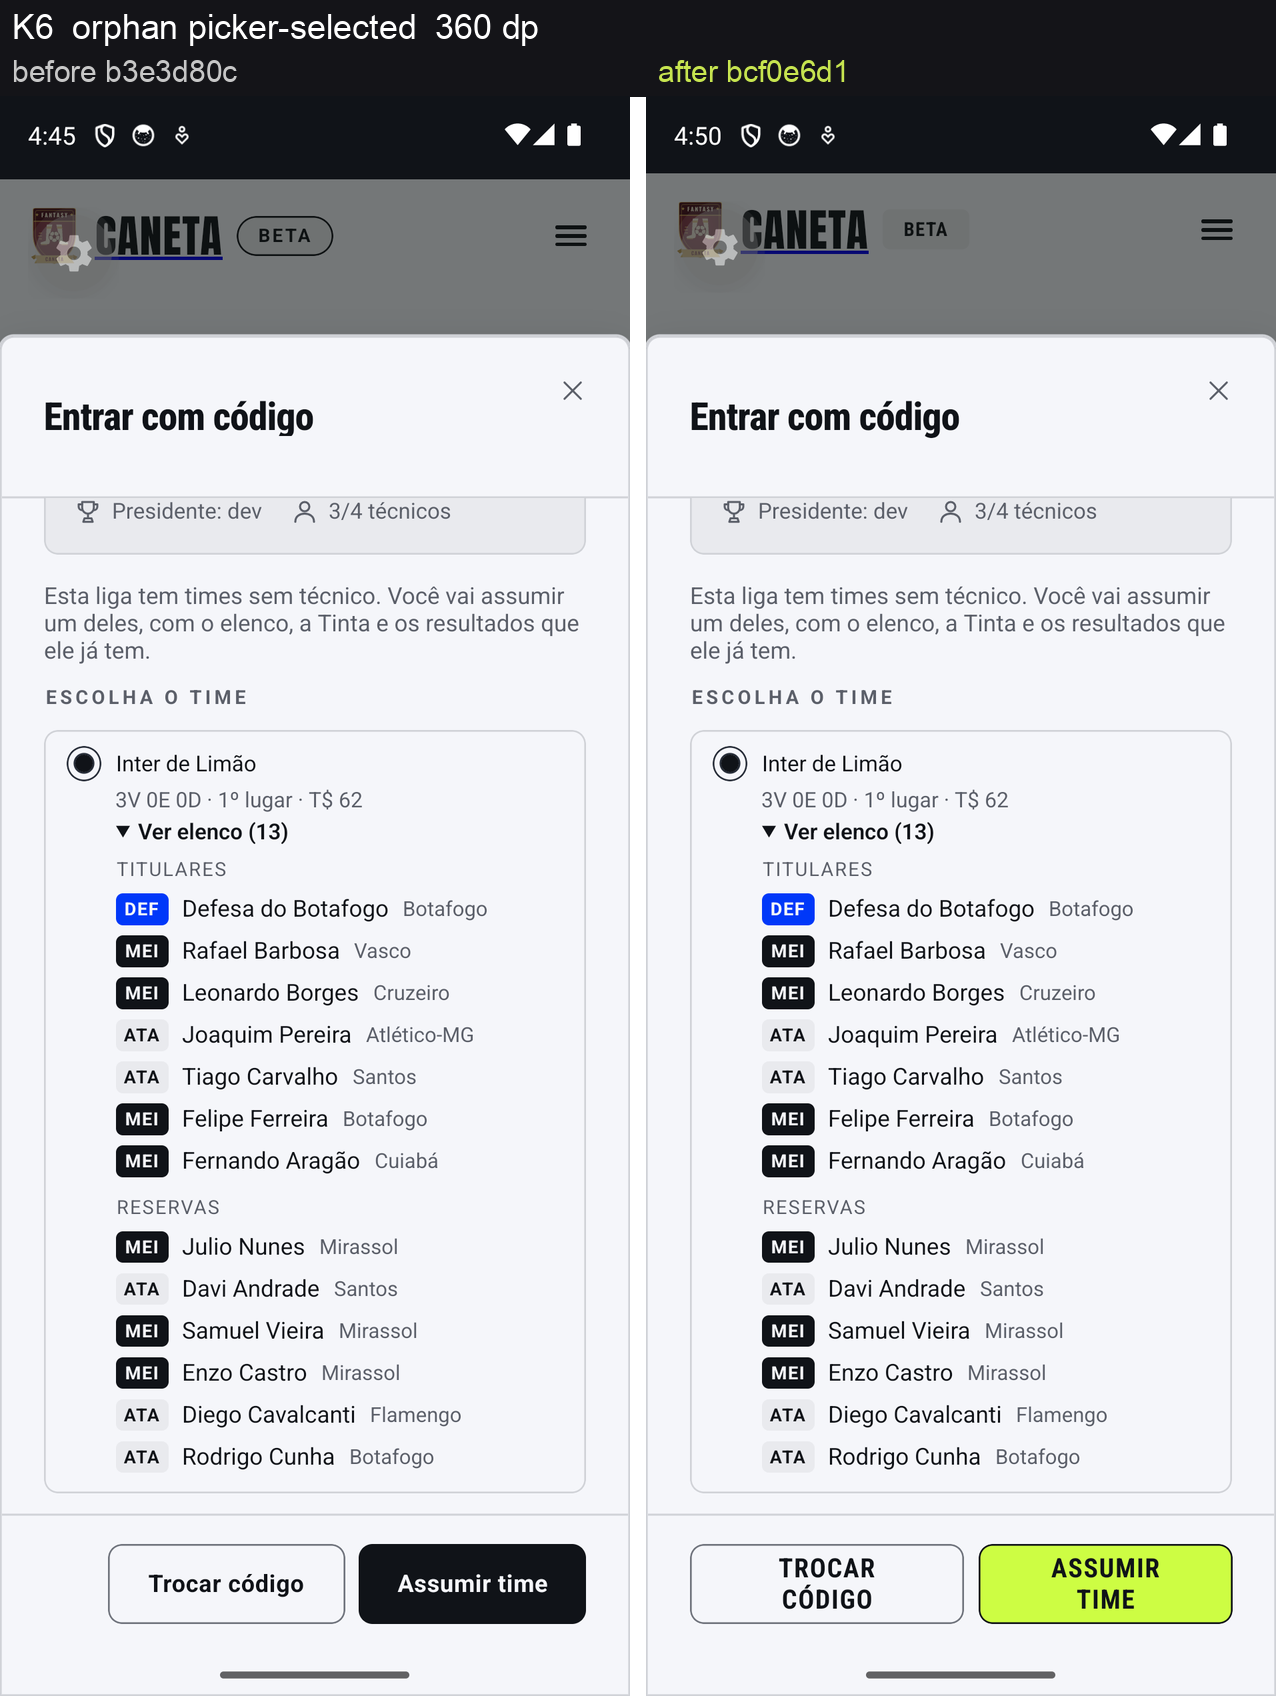 K6 orphan picker-selected 360 dp
before b3e3d80c
after bcf0e6d1
4:45
FANTASY
CANETA
BETA
Entrar com código
Presidente: dev
3/4 técnicos
Esta liga tem times sem técnico. Você vai assumir
um deles, com o elenco, a Tinta e os resultados que
ele já tem.
ESCOLHA O TIME
Inter de Limão
3V 0E 0D · 1º lugar · T$ 62
▼ Ver elenco (13)
TITULARES
DEF Defesa do Botafogo Botafogo
MEI Rafael Barbosa Vasco
MEI Leonardo Borges Cruzeiro
ATA Joaquim Pereira Atlético-MG
ATA Tiago Carvalho Santos
MEI Felipe Ferreira Botafogo
MEI Fernando Aragão Cuiabá
RESERVAS
MEI Julio Nunes Mirassol
ATA Davi Andrade Santos
MEI Samuel Vieira Mirassol
MEI Enzo Castro Mirassol
ATA Diego Cavalcanti Flamengo
ATA Rodrigo Cunha Botafogo
Trocar código
Assumir time
4:50
FANTASY
CANETA
BETA
Entrar com código
Presidente: dev
3/4 técnicos
Esta liga tem times sem técnico. Você vai assumir
um deles, com o elenco, a Tinta e os resultados que
ele já tem.
ESCOLHA O TIME
Inter de Limão
3V 0E 0D · 1º lugar · T$ 62
▼ Ver elenco (13)
TITULARES
DEF Defesa do Botafogo Botafogo
MEI Rafael Barbosa Vasco
MEI Leonardo Borges Cruzeiro
ATA Joaquim Pereira Atlético-MG
ATA Tiago Carvalho Santos
MEI Felipe Ferreira Botafogo
MEI Fernando Aragão Cuiabá
RESERVAS
MEI Julio Nunes Mirassol
ATA Davi Andrade Santos
MEI Samuel Vieira Mirassol
MEI Enzo Castro Mirassol
ATA Diego Cavalcanti Flamengo
ATA Rodrigo Cunha Botafogo
TROCAR
CÓDIGO
ASSUMIR
TIME